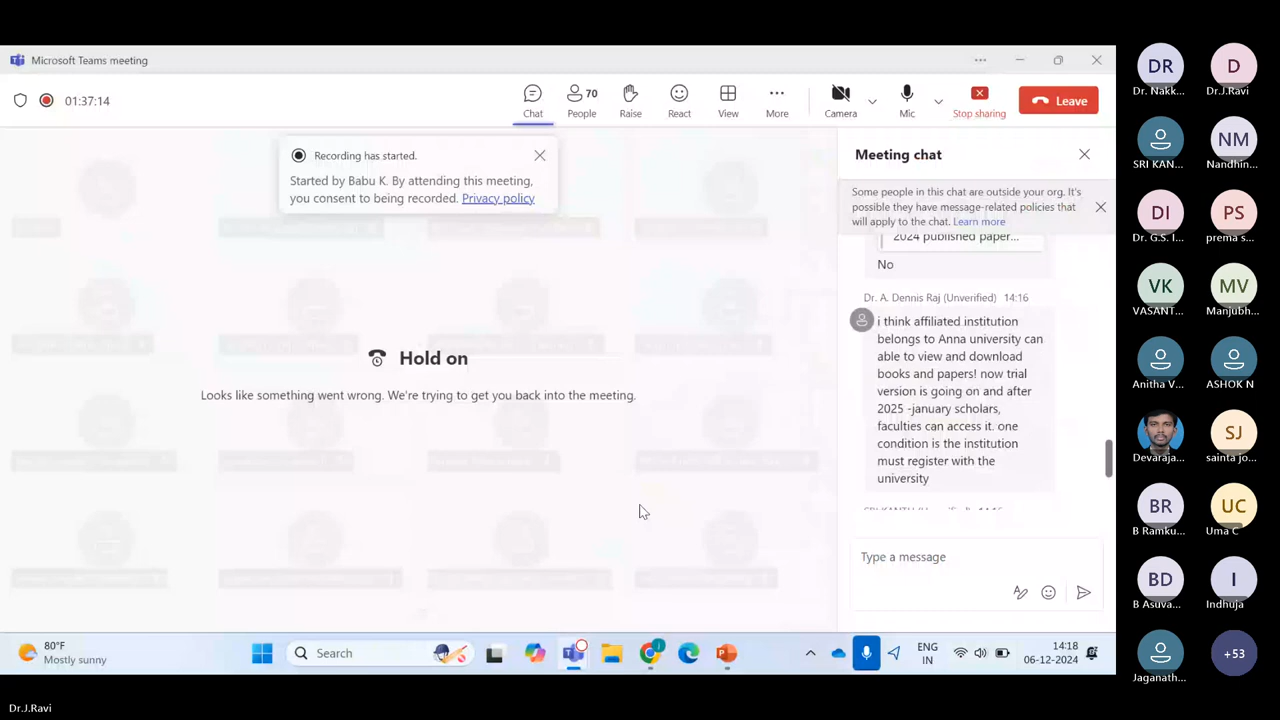 Microsoft Teams meeting
01:37:14
Chat
People
70
Raise
React
View
More
Camera
Mic
Stop sharing
Leave
Recording has started.
Started by Babu K. By attending this meeting,
you consent to being recorded. Privacy policy
Hold on
Looks like something went wrong. We're trying to get you back into the meeting.
Meeting chat
Some people in this chat are outside your org. It's
possible they have message-related policies that
will apply to the chat. Learn more
2024 published paper...
No
Dr. A. Dennis Raj (Unverified) 14:16
i think affiliated institution
belongs to Anna university can
able to view and download
books and papers! now trial
version is going on and after
2025 -january scholars,
faculties can access it. one
condition is the institution
must register with the
university
Type a message
80°F
Mostly sunny
Search
ENG
IN
14:18
06-12-2024
DR
Dr. Nakk...
D
Dr.J.Ravi
SRI KAN...
NM
Nandhin...
DI
Dr. G.S. I...
PS
prema s...
VK
VASANT...
MV
Manjubh...
Anitha V...
ASHOK N
Devaraja...
SJ
sainta jo...
BR
B Ramku...
UC
Uma C
BD
B Asuva...
I
Indhuja
Jaganath...
+53
Dr.J.Ravi